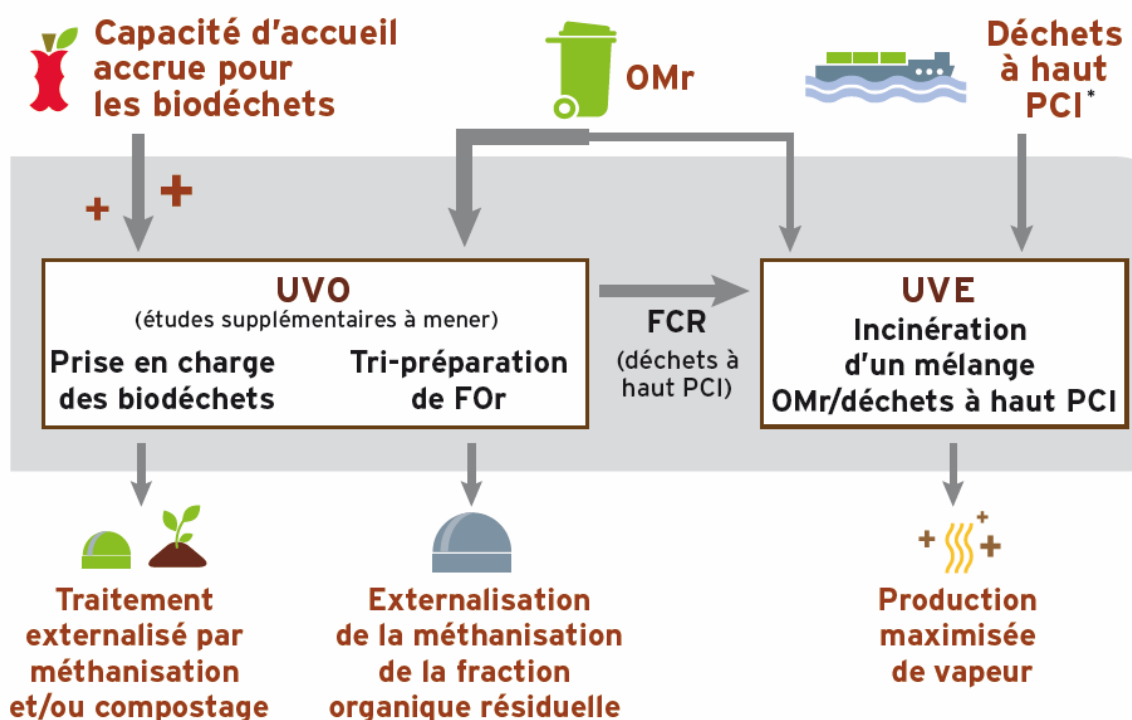 Capacité d'accueil
accrue pour
les biodéchets
OMr
Déchets
à haut
PCI*
UVO
(études supplémentaires à mener)
Prise en charge
des biodéchets
Tri-préparation
de FOr
FCR
(déchets à
haut PCI)
UVE
Incinération
d'un mélange
OMr/déchets à haut PCI
Traitement
externalisé par
méthanisation
et/ou compostage
Externalisation
de la méthanisation
de la fraction
organique résiduelle
Production
maximisée
de vapeur